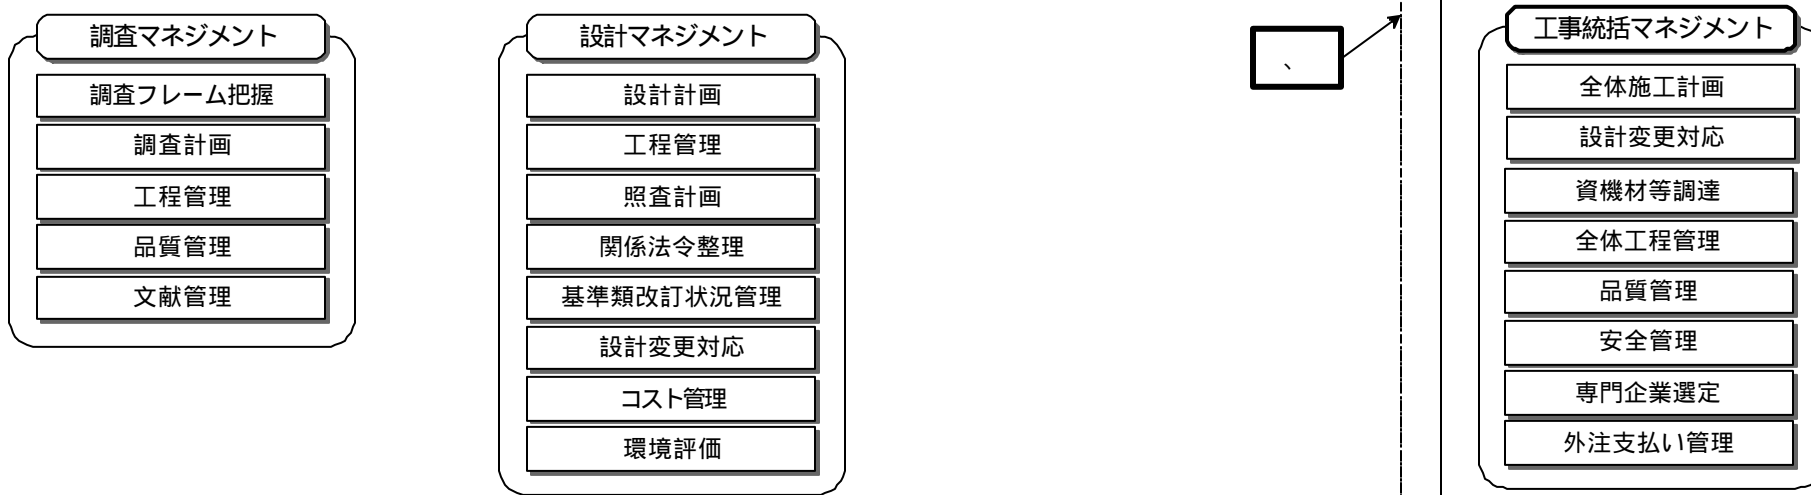 調査マネジメント
調査フレーム把握
調査計画
工程管理
品質管理
文献管理
設計マネジメント
設計計画
工程管理
照査計画
関係法令整理
基準類改訂状況管理
設計変更対応
コスト管理
環境評価
、
工事統括マネジメント
全体施工計画
設計変更対応
資機材等調達
全体工程管理
品質管理
安全管理
専門企業選定
外注支払い管理